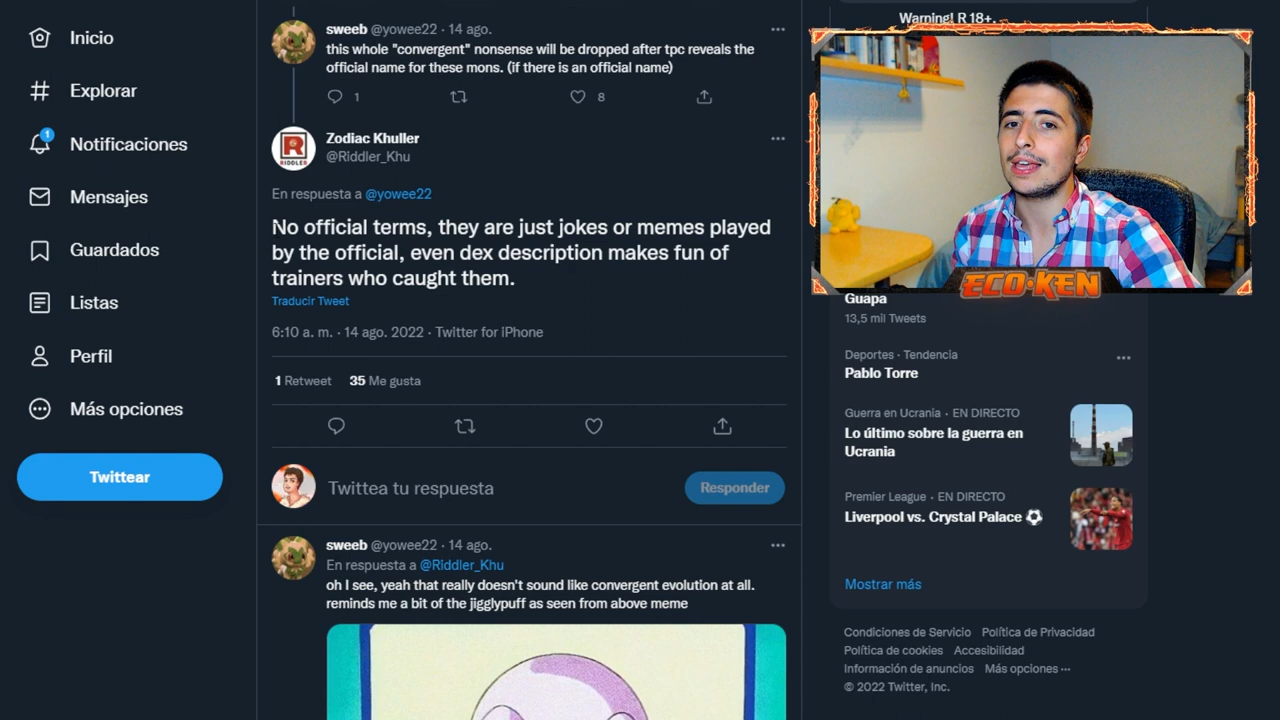 Inicio
Explorar
1
Notificaciones
Mensajes
Guardados
Listas
Perfil
Más opciones
Twittear
sweeb @yowee22 · 14 ago.
this whole "convergent" nonsense will be dropped after tpc reveals the
official name for these mons. (if there is an official name)
1 8
Zodiac Khuller
@Riddler_Khu
R
RIDDLER
En respuesta a @yowee22
No official terms, they are just jokes or memes played
by the official, even dex description makes fun of
trainers who caught them.
Traducir Tweet
6:10 a. m. · 14 ago. 2022 · Twitter for iPhone
1 Retweet 35 Me gusta
Twittea tu respuesta
Responder
sweeb @yowee22 · 14 ago.
En respuesta a @Riddler_Khu
oh I see, yeah that really doesn't sound like convergent evolution at all.
reminds me a bit of the jigglypuff as seen from above meme
Warning! R 18+.
ECO·KEN
Guapa
13,5 mil Tweets
Deportes · Tendencia
Pablo Torre
Guerra en Ucrania · EN DIRECTO
Lo último sobre la guerra en
Ucrania
Premier League · EN DIRECTO
Liverpool vs. Crystal Palace ⚽
Mostrar más
Condiciones de Servicio Política de Privacidad
Política de cookies Accesibilidad
Información de anuncios Más opciones ···
© 2022 Twitter, Inc.